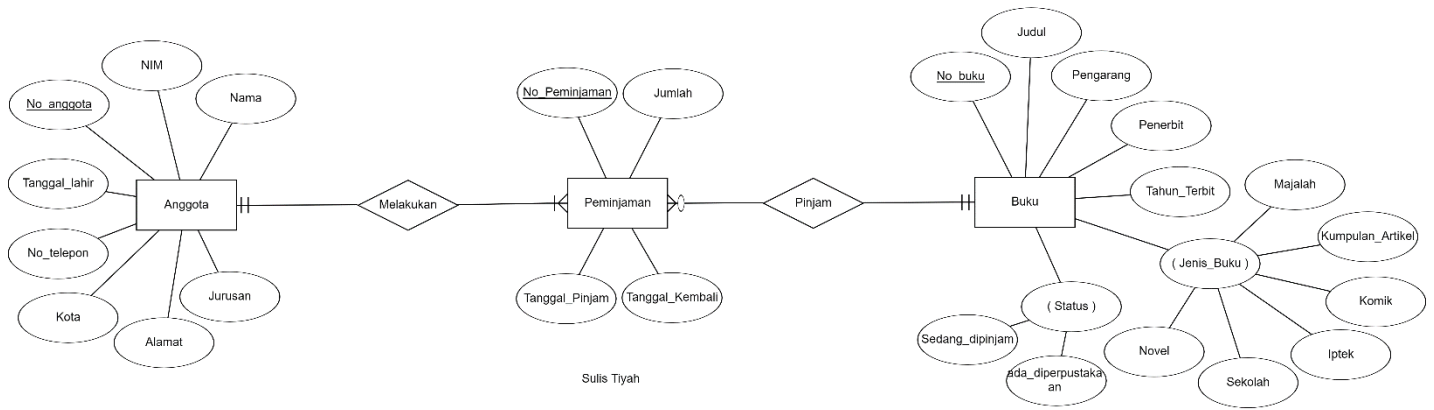 NIM
No_anggota
Nama
Tanggal_lahir
Anggota
No_telepon
Kota
Alamat
Jurusan
Melakukan
No_Peminjaman
Jumlah
Peminjaman
Tanggal_Pinjam
Tanggal_Kembali
Pinjam
Judul
No_buku
Pengarang
Penerbit
Tahun_Terbit
Buku
( Jenis_Buku )
Majalah
Kumpulan_Artikel
Komik
Iptek
Sekolah
Novel
( Status )
Sedang_dipinjam
ada_diperpustaka
an
Sulis Tiyah